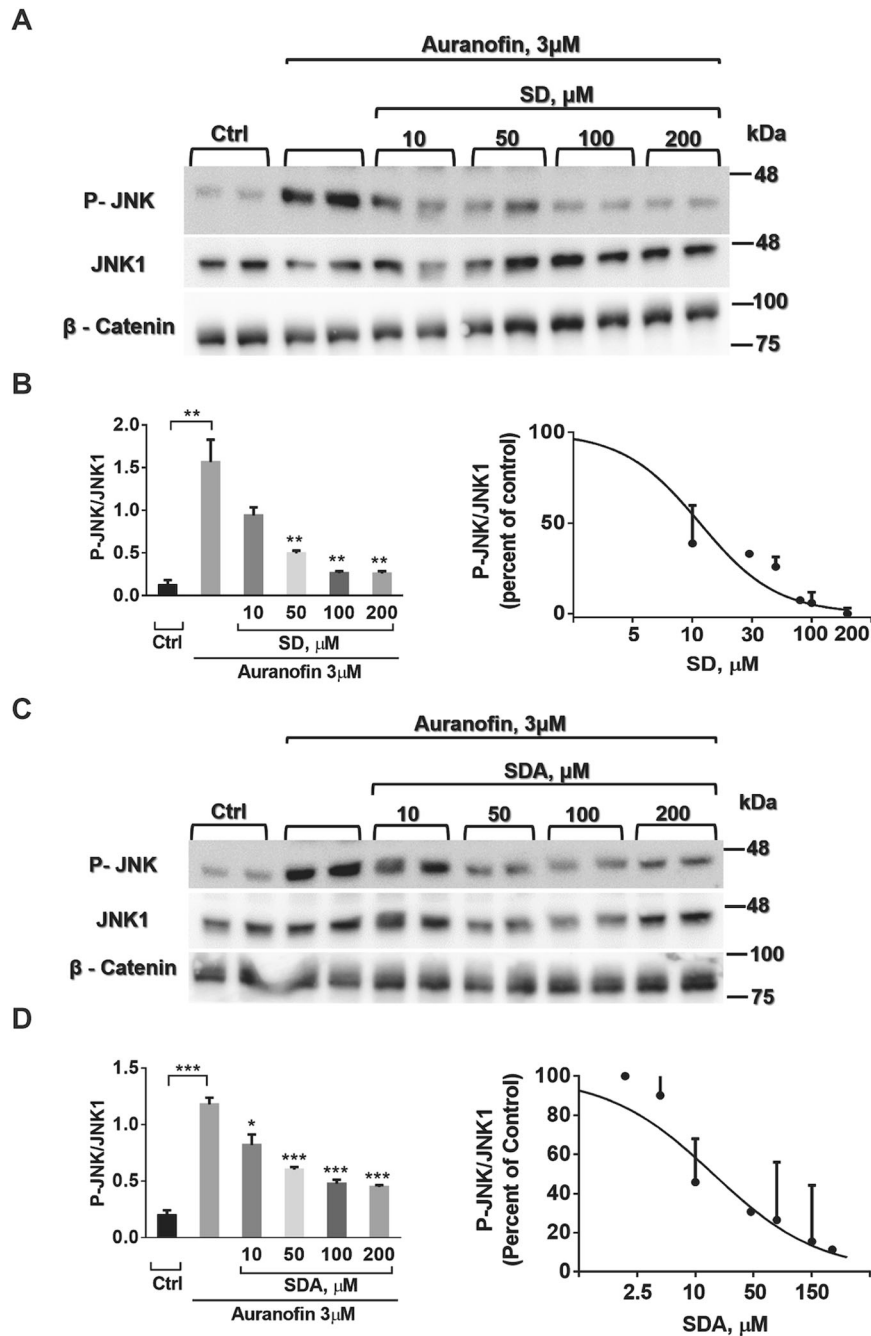 A
Auranofin, 3µM
SD, µM
Ctrl 10 50 100 200 kDa
P- JNK 48
JNK1 48
β - Catenin 100
75
B
**
2.0
1.5
1.0
0.5
0.0
P-JNK/JNK1
** ** **
10 50 100 200
Ctrl SD, µM
Auranofin 3µM
100
50
0
P-JNK/JNK1
(percent of control)
5 10 30 100 200
SD, µM
C
Auranofin, 3µM
SDA, µM
Ctrl 10 50 100 200 kDa
P- JNK 48
JNK1 48
β - Catenin 100
75
D
***
1.5
1.0
0.5
0.0
P-JNK/JNK1
* *** *** ***
10 50 100 200
Ctrl SDA, µM
Auranofin 3µM
100
80
60
40
20
0
P-JNK/JNK1
(Percent of Control)
2.5 10 50 150
SDA, µM